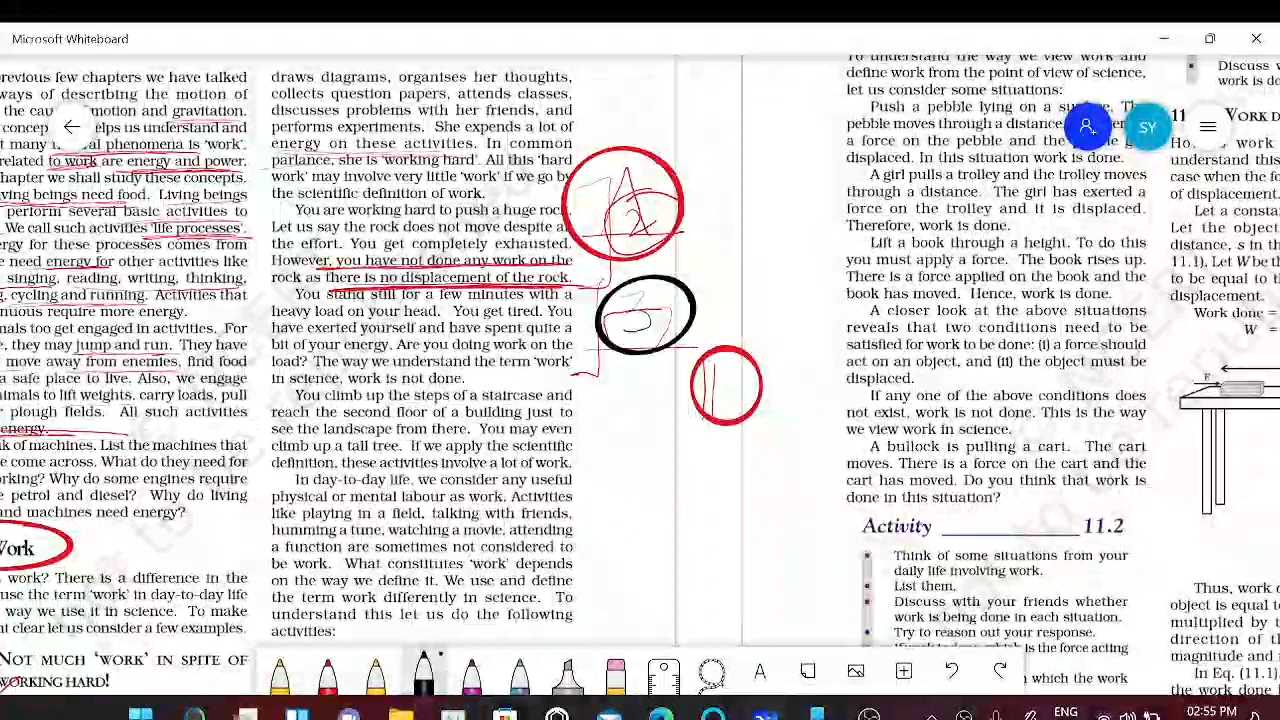 Microsoft Whiteboard
previous few chapters we have talked
ways of describing the motion of
motion and gravitation.
helps us understand and
phenomena is 'work'.
related to work are energy and power.
chapter we shall study these concepts.
living beings need food. Living beings
perform several basic activities to
We call such activities 'life processes'.
energy for these processes comes from
need energy for other activities like
singing, reading, writing, thinking,
cycling and running. Activities that
require more energy.
too get engaged in activities. For
they may jump and run. They have
move away from enemies, find food
a safe place to live. Also, we engage
to lift weights, carry loads, pull
plough fields. All such activities
energy.
of machines. List the machines that
come across. What do they need for
Why do some engines require
petrol and diesel? Why do living
and machines need energy?
Work
work? There is a difference in the
use the term 'work' in day-to-day life
way we use it in science. To make
clear let us consider a few examples.
NOT MUCH 'WORK' IN SPITE OF
WORKING HARD!
draws diagrams, organises her thoughts,
collects question papers, attends classes,
discusses problems with her friends, and
performs experiments. She expends a lot of
energy on these activities. In common
parlance, she is 'working hard'. All this 'hard
work' may involve very little 'work' if we go by
the scientific definition of work.
You are working hard to push a huge rock.
Let us say the rock does not move despite all
the effort. You get completely exhausted.
However, you have not done any work on the
rock as there is no displacement of the rock.
You stand still for a few minutes with a
heavy load on your head. You get tired. You
have exerted yourself and have spent quite a
bit of your energy. Are you doing work on the
load? The way we understand the term 'work'
in science, work is not done.
You climb up the steps of a staircase and
reach the second floor of a building just to
see the landscape from there. You may even
climb up a tall tree. If we apply the scientific
definition, these activities involve a lot of work.
In day-to-day life, we consider any useful
physical or mental labour as work. Activities
like playing in a field, talking with friends,
humming a tune, watching a movie, attending
a function are sometimes not considered to
be work. What constitutes 'work' depends
on the way we define it. We use and define
the term work differently in science. To
understand this let us do the following
activities:
2
3
11
To understand the way we view work and
define work from the point of view of science,
let us consider some situations:
Push a pebble lying on a surface. The
pebble moves through a distance.
a force on the pebble and the
displaced. In this situation work is done.
A girl pulls a trolley and the trolley moves
through a distance. The girl has exerted a
force on the trolley and it is displaced.
Therefore, work is done.
Lift a book through a height. To do this
you must apply a force. The book rises up.
There is a force applied on the book and the
book has moved. Hence, work is done.
A closer look at the above situations
reveals that two conditions need to be
satisfied for work to be done: (i) a force should
act on an object, and (ii) the object must be
displaced.
If any one of the above conditions does
not exist, work is not done. This is the way
we view work in science.
A bullock is pulling a cart. The cart
moves. There is a force on the cart and the
cart has moved. Do you think that work is
done in this situation?
Activity 11.2
Think of some situations from your
daily life involving work.
List them.
Discuss with your friends whether
work is being done in each situation.
Try to reason out your response.
is the force acting
which the work
SY
Discuss
work is do
11
WORK D
work
understand this
case when the fo
of displacement.
Let a consta
Let the object
distance, s in th
11.1). Let W be th
to be equal to t
displacement.
Work done =
W =
F
Thus, work d
object is equal t
multiplied by t
direction of th
magnitude and
In Eq. (11.1),
the work done
A
ENG
02:55 PM